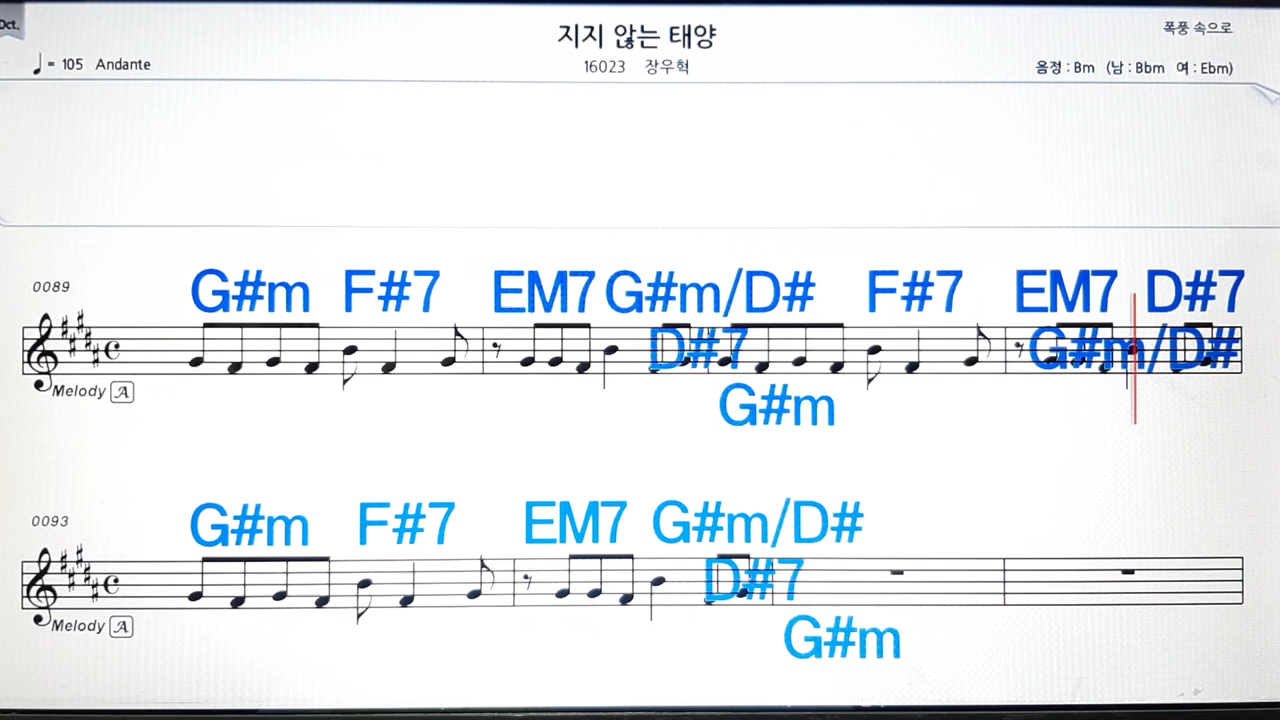 Oct.
지지 않는 태양
폭풍 속으로
♩= 105 Andante
16023 장우혁
음정 : Bm (남 : Bbm 여 : Ebm)
0089
G#m F#7 EM7 G#m/D# F#7 EM7 D#7
D#7 G#m/D#
Melody A
G#m
0093
G#m F#7 EM7 G#m/D#
D#7
Melody A
G#m